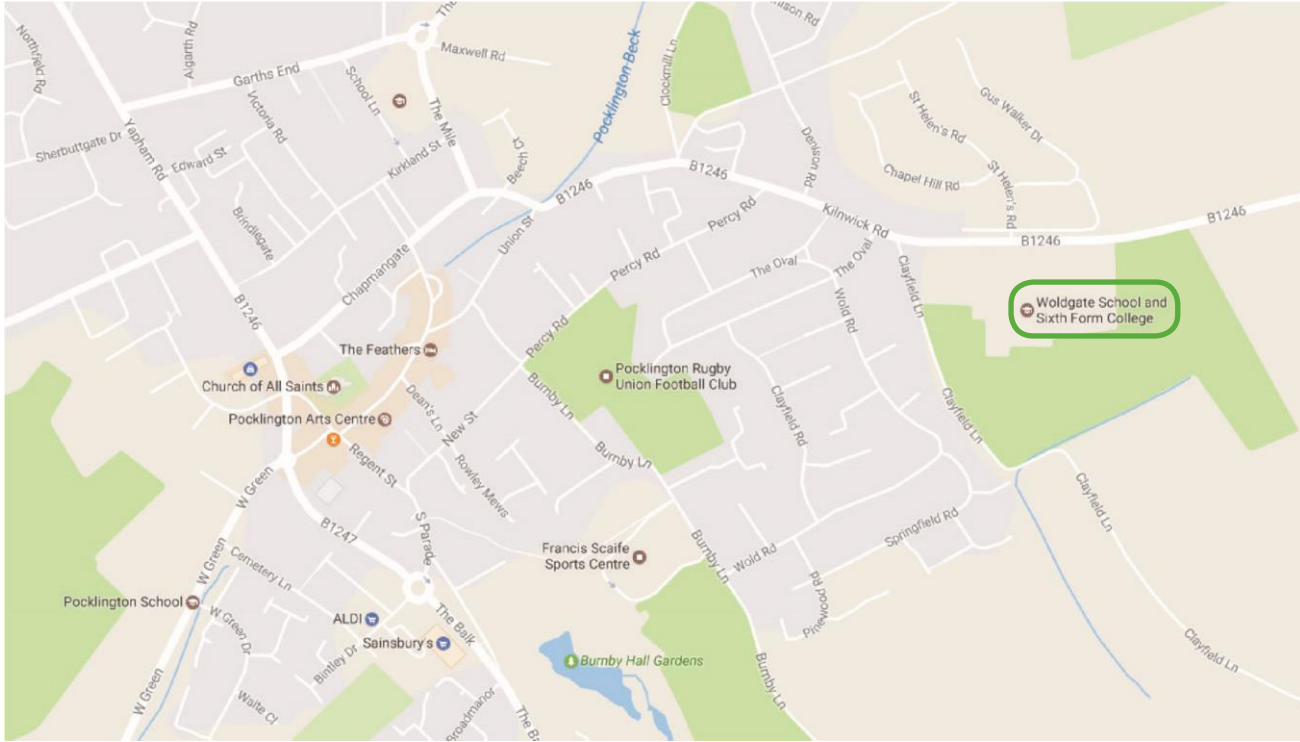 The
Northfield Rd
Algarth Rd
Maxwell Rd
Garths End
School Ln
The Mile
Pocklington Beck
Clockmill Ln
Victoria Rd
Yapham Rd
Sherbuttgate Dr
Edward St
Kirkland St
Beech Ct
B1246
B1246
Denison Rd
St Helen's Rd
Gus Walker Dr
Chapel Hill Rd
St Helen's Rd
Brindlegate
Union St
Percy Rd
Kilnwick Rd
B1246
B1246
Chapmangate
Percy Rd
The Oval
The Oval
Clayfield Ln
B1246
Wold Rd
Woldgate School and
Sixth Form College
The Feathers
Percy Rd
Church of All Saints
Pocklington Rugby
Union Football Club
Burnby Ln
Dean's Ln
Pocklington Arts Centre
New St
Clayfield Rd
Clayfield Ln
Regent St
Burnby Ln
Rowley Mews
W Green
B1247
S Parade
Clayfield Ln
Springfield Rd
Francis Scaife
Sports Centre
Burnby Ln
Wold Rd
W Green
Cemetery Ln
Pocklington School
W Green Dr
ALDI
The Balk
Pinewood Rd
Sainsbury's
Bintley Dr
Burnby Hall Gardens
Clayfield Ln
W Green
Waite Ct
Broadmanor
The Ba
Burnby Ln